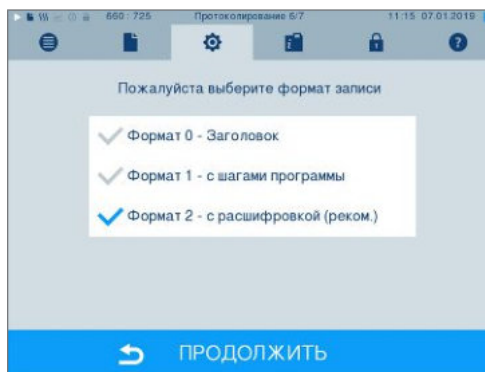 660 : 725 Протоколирование 6/7 11:15 07.01.2019
Пожалуйста выберите формат записи
Формат 0 - Заголовок
Формат 1 - с шагами программы
Формат 2 - с расшифровкой (реком.)
ПРОДОЛЖИТЬ